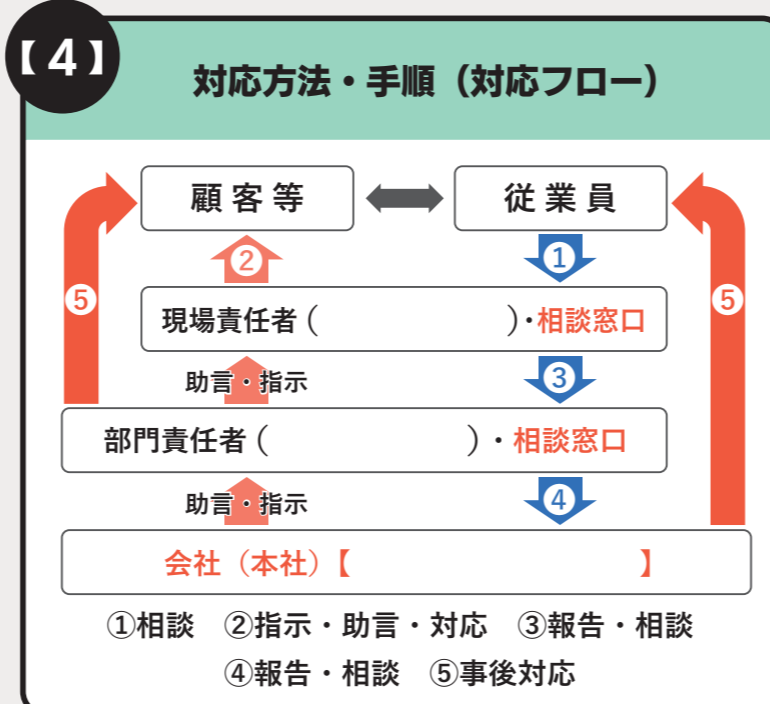 【４】
対応方法・手順（対応フロー）
顧客等 従業員
② ①
⑤ ⑤
現場責任者（　　　　　　）・相談窓口
助言・指示 ③
部門責任者（　　　　　　）・相談窓口
助言・指示 ④
会社（本社）【　　　　　　　　　】
①相談　②指示・助言・対応　③報告・相談
④報告・相談　⑤事後対応